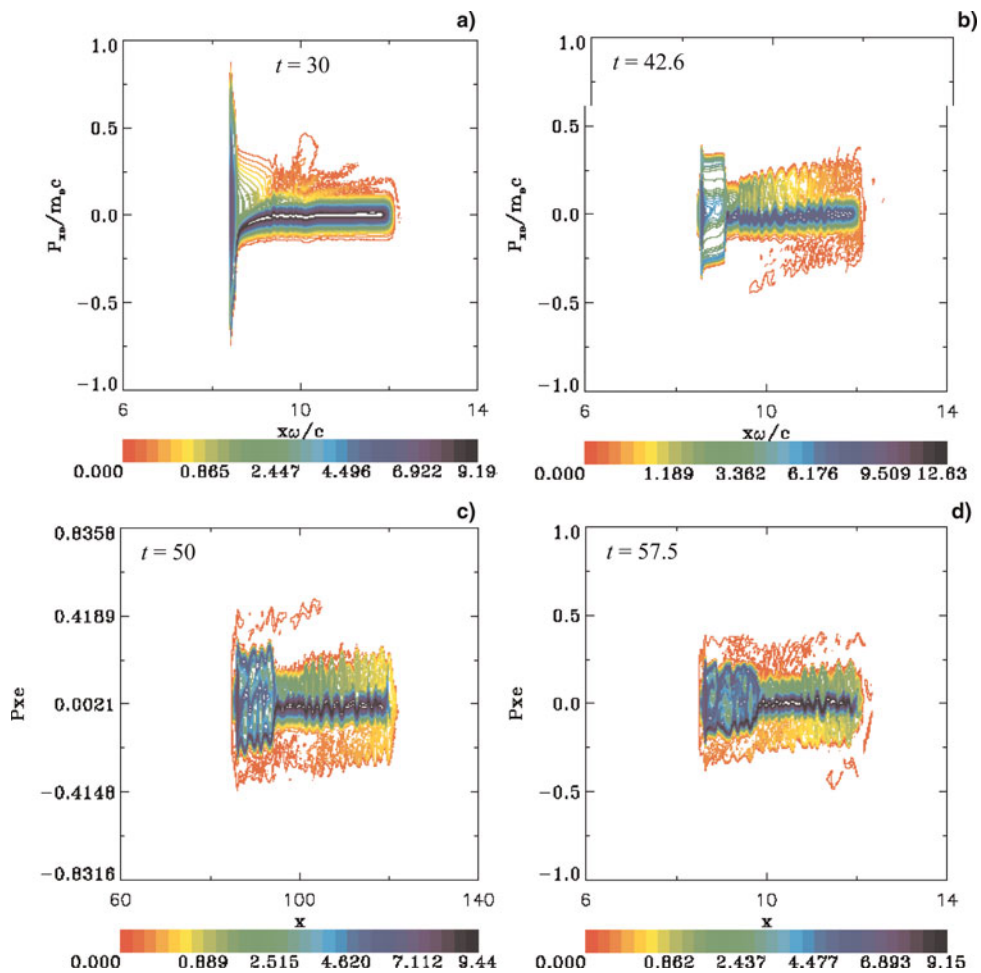 a)
t = 30
1.0
0.5
0.0
−0.5
−1.0
6 10 14
xω/c
0.000 0.865 2.447 4.496 6.922 9.19
b)
t = 42.6
1.0
0.5
0.0
−0.5
−1.0
6 10 14
xω/c
0.000 1.189 3.362 6.176 9.509 12.63
c)
t = 50
0.8358
0.4189
Pxe
0.0021
−0.4148
−0.8316
60 100 140
x
0.000 0.889 2.515 4.620 7.112 9.44
d)
t = 57.5
1.0
0.5
Pxe
0.0
−0.5
−1.0
6 10 14
x
0.000 0.862 2.437 4.477 6.893 9.15